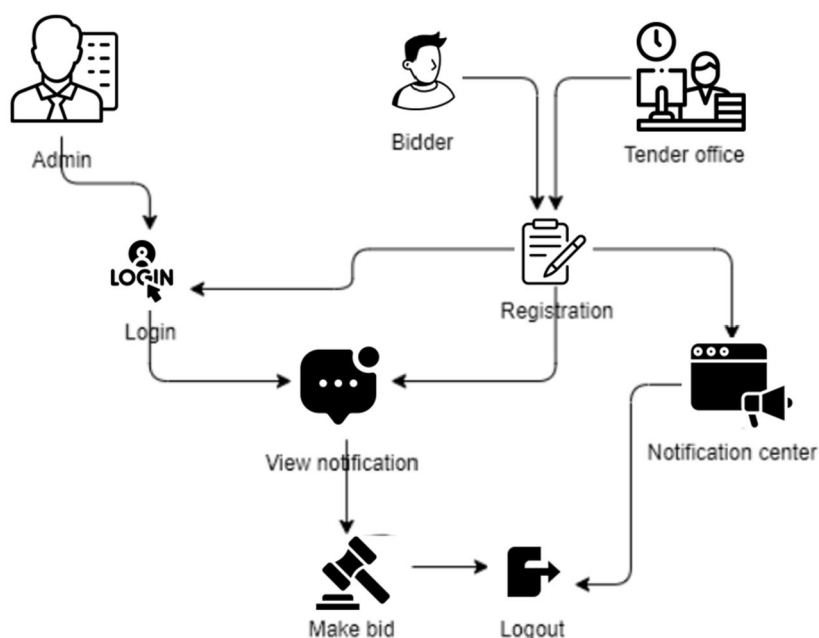 Admin
Bidder
Tender office
LOGIN
Login
Registration
View notification
Notification center
Make bid
Logout